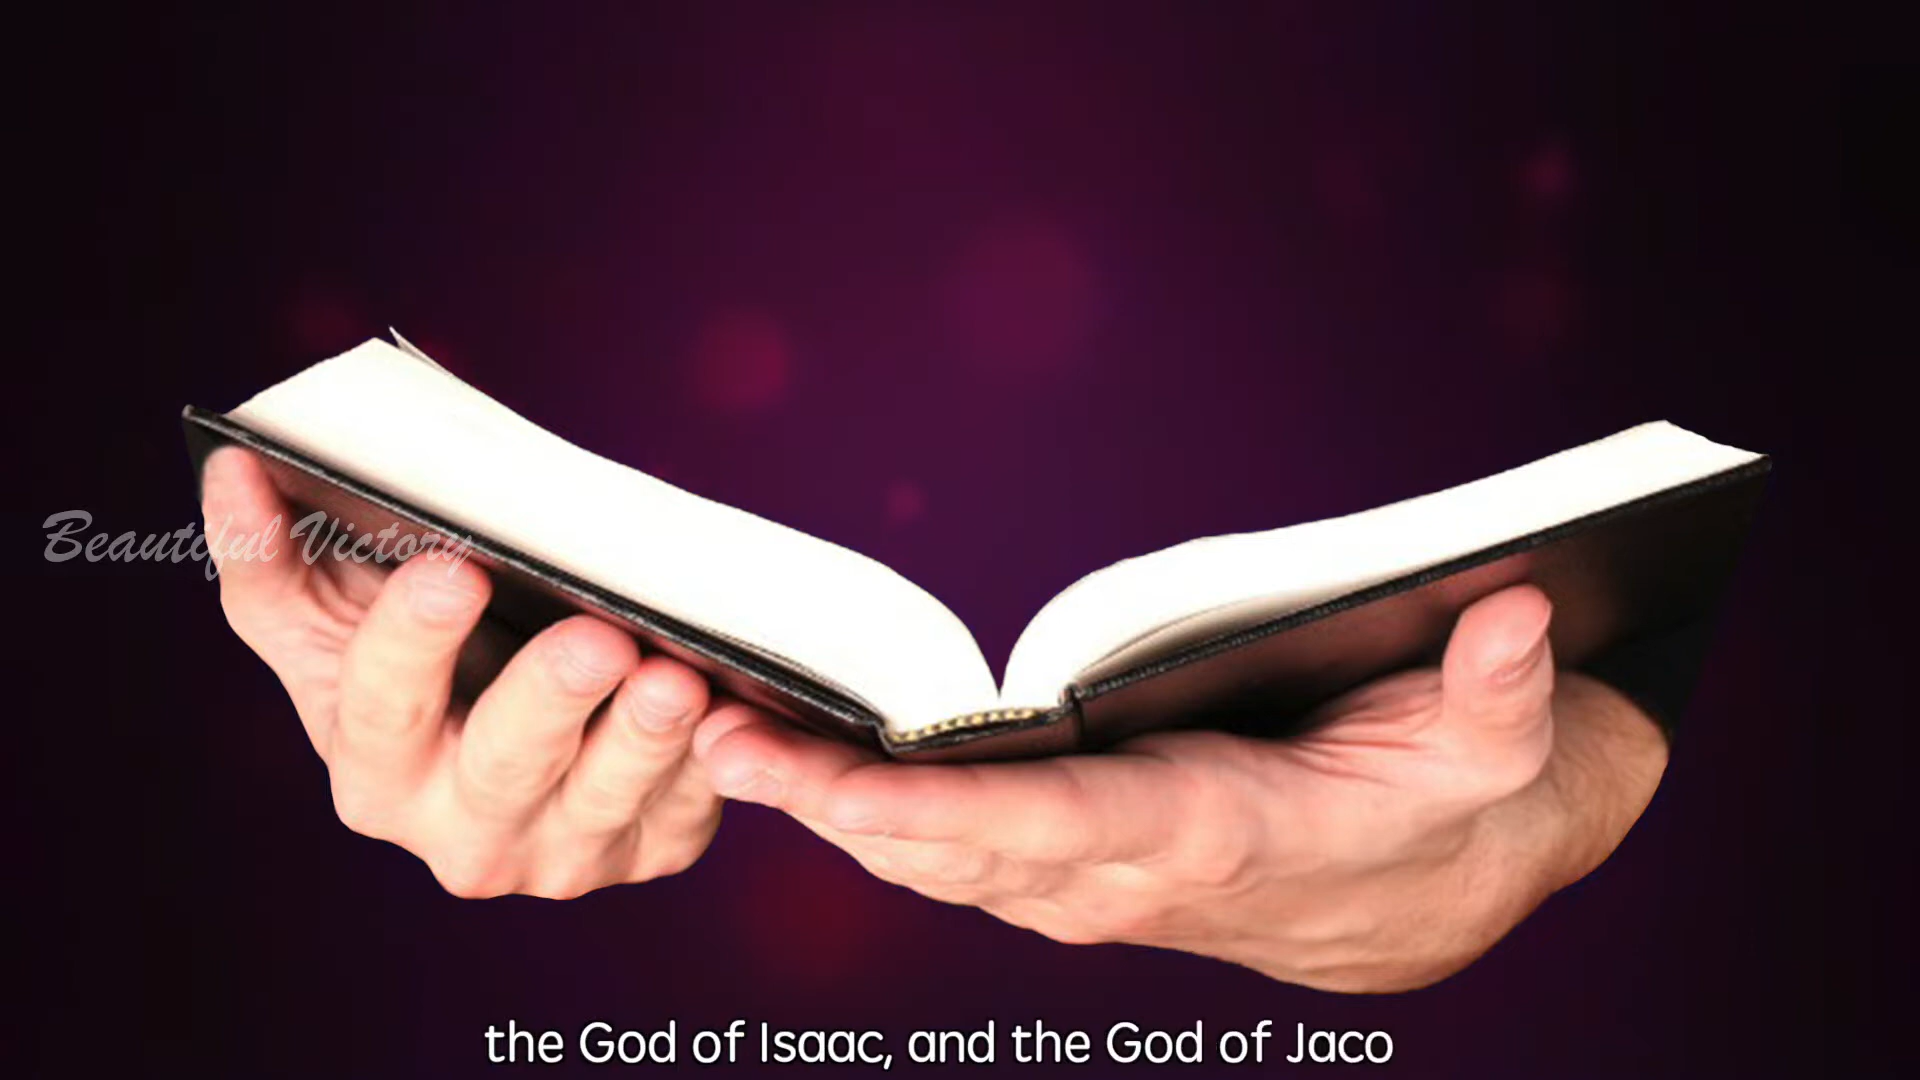 Beautiful Victory
the God of Isaac, and the God of Jaco